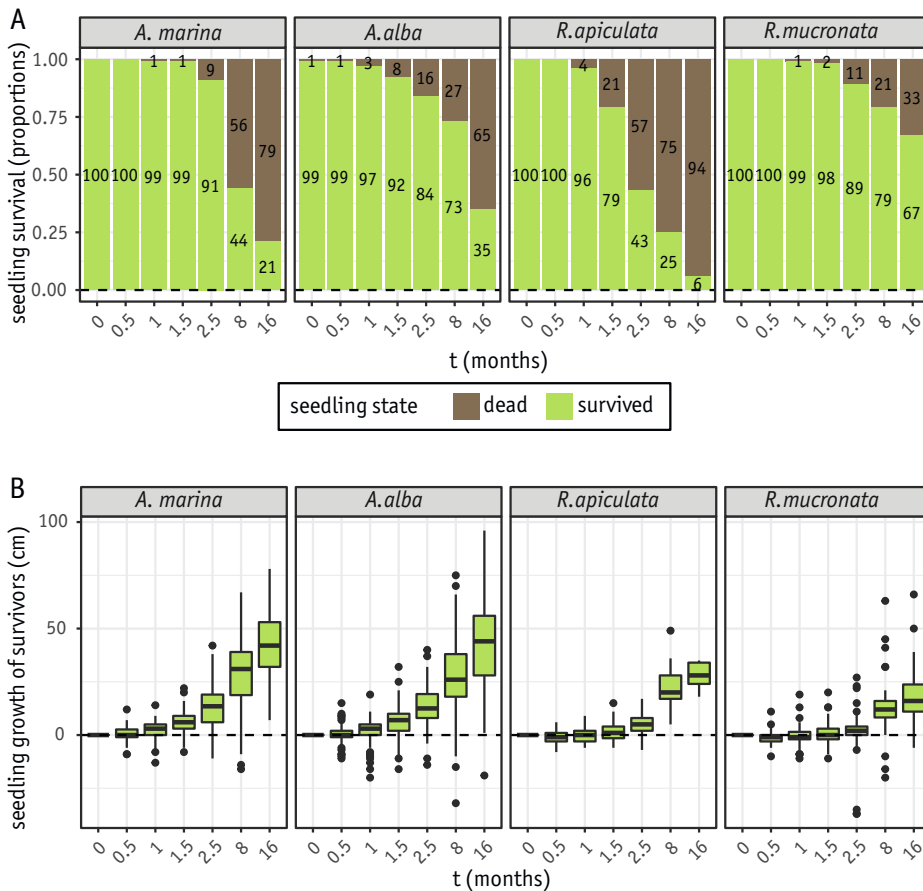 A
A. marina A.alba R.apiculata R.mucronata
seedling survival (proportions)
1.00
0.75
0.50
0.25
0.00
1 1 9 56 79
100 100 99 99 91 44 21
1 1 3 8 16 27 65
99 99 97 92 84 73 35
4 21 57 75 94
100 100 96 79 43 25 6
1 2 11 21 33
100 100 99 98 89 79 67
0 0.5 1 1.5 2.5 8 16 0 0.5 1 1.5 2.5 8 16 0 0.5 1 1.5 2.5 8 16 0 0.5 1 1.5 2.5 8 16
t (months)
seedling state dead survived
B
A. marina A.alba R.apiculata R.mucronata
seedling growth of survivors (cm)
100
50
0
0 0.5 1 1.5 2.5 8 16 0 0.5 1 1.5 2.5 8 16 0 0.5 1 1.5 2.5 8 16 0 0.5 1 1.5 2.5 8 16
t (months)